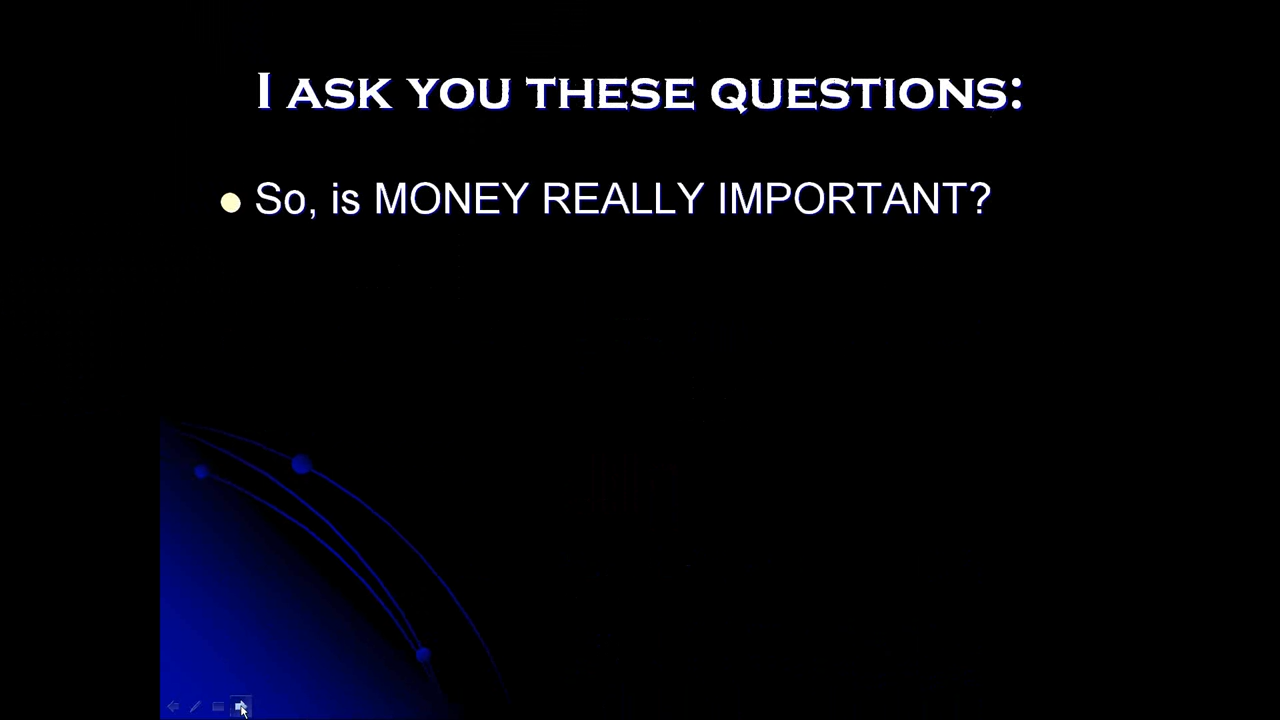 I ASK YOU THESE QUESTIONS:
So, is MONEY REALLY IMPORTANT?